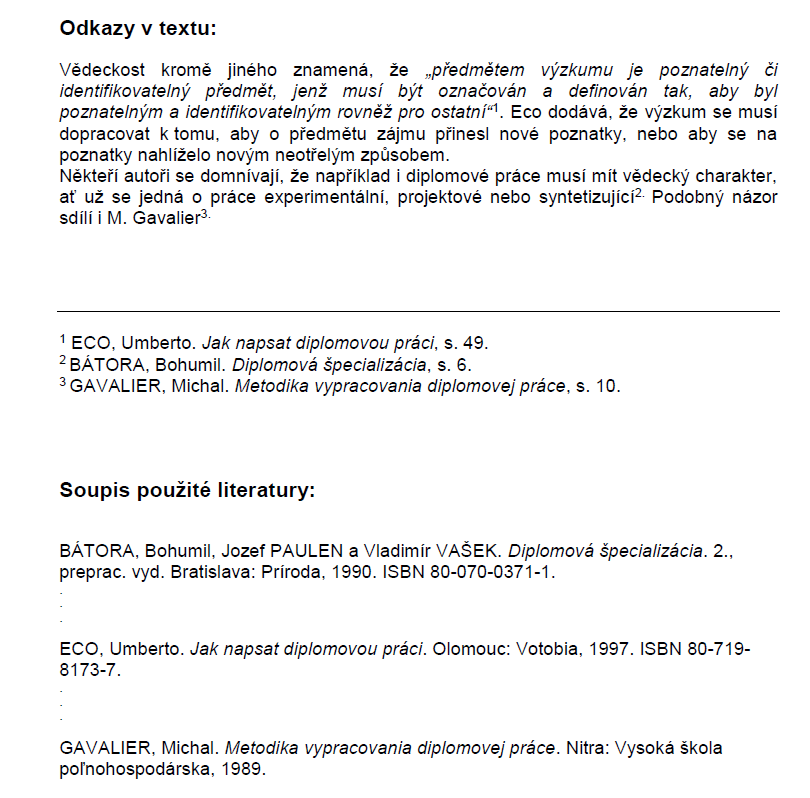 Odkazy v textu:
Vědeckost kromě jiného znamená, že „předmětem výzkumu je poznatelný či
identifikovatelný předmět, jenž musí být označován a definován tak, aby byl
poznatelným a identifikovatelným rovněž pro ostatní“¹. Eco dodává, že výzkum se musí
dopracovat k tomu, aby o předmětu zájmu přinesl nové poznatky, nebo aby se na
poznatky nahlíželo novým neotřelým způsobem.
Někteří autoři se domnívají, že například i diplomové práce musí mít vědecký charakter,
ať už se jedná o práce experimentální, projektové nebo syntetizující². Podobný názor
sdílí i M. Gavalier³.
¹ ECO, Umberto. Jak napsat diplomovou práci, s. 49.
² BÁTORA, Bohumil. Diplomová špecializácia, s. 6.
³ GAVALIER, Michal. Metodika vypracovania diplomovej práce, s. 10.
Soupis použité literatury:
BÁTORA, Bohumil, Jozef PAULEN a Vladimír VAŠEK. Diplomová špecializácia. 2.,
preprac. vyd. Bratislava: Príroda, 1990. ISBN 80-070-0371-1.
.
.
.
ECO, Umberto. Jak napsat diplomovou práci. Olomouc: Votobia, 1997. ISBN 80-719-
8173-7.
.
.
.
GAVALIER, Michal. Metodika vypracovania diplomovej práce. Nitra: Vysoká škola
poľnohospodárska, 1989.